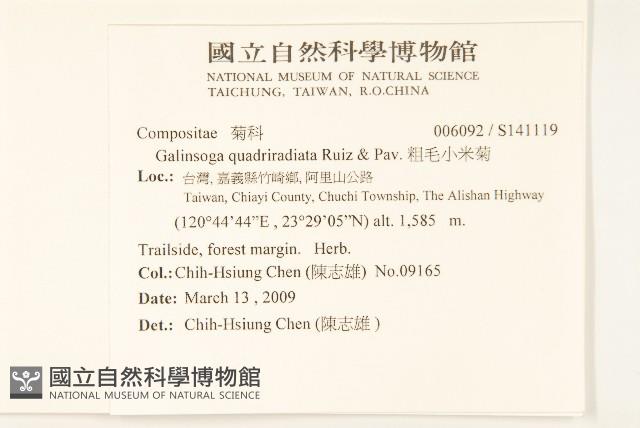 國立自然科學博物館
NATIONAL MUSEUM OF NATURAL SCIENCE
TAICHUNG, TAIWAN, R.O.CHINA
Compositae 菊科 006092 / S141119
Galinsoga quadriradiata Ruiz & Pav. 粗毛小米菊
Loc.: 台灣, 嘉義縣竹崎鄉, 阿里山公路
Taiwan, Chiayi County, Chuchi Township, The Alishan Highway
(120°44'44”E , 23°29'05”N) alt. 1,585 m.
Trailside, forest margin. Herb.
Col.: Chih-Hsiung Chen (陳志雄) No.09165
Date: March 13 , 2009
Det.: Chih-Hsiung Chen (陳志雄 )
國立自然科學博物館
NATIONAL MUSEUM OF NATURAL SCIENCE